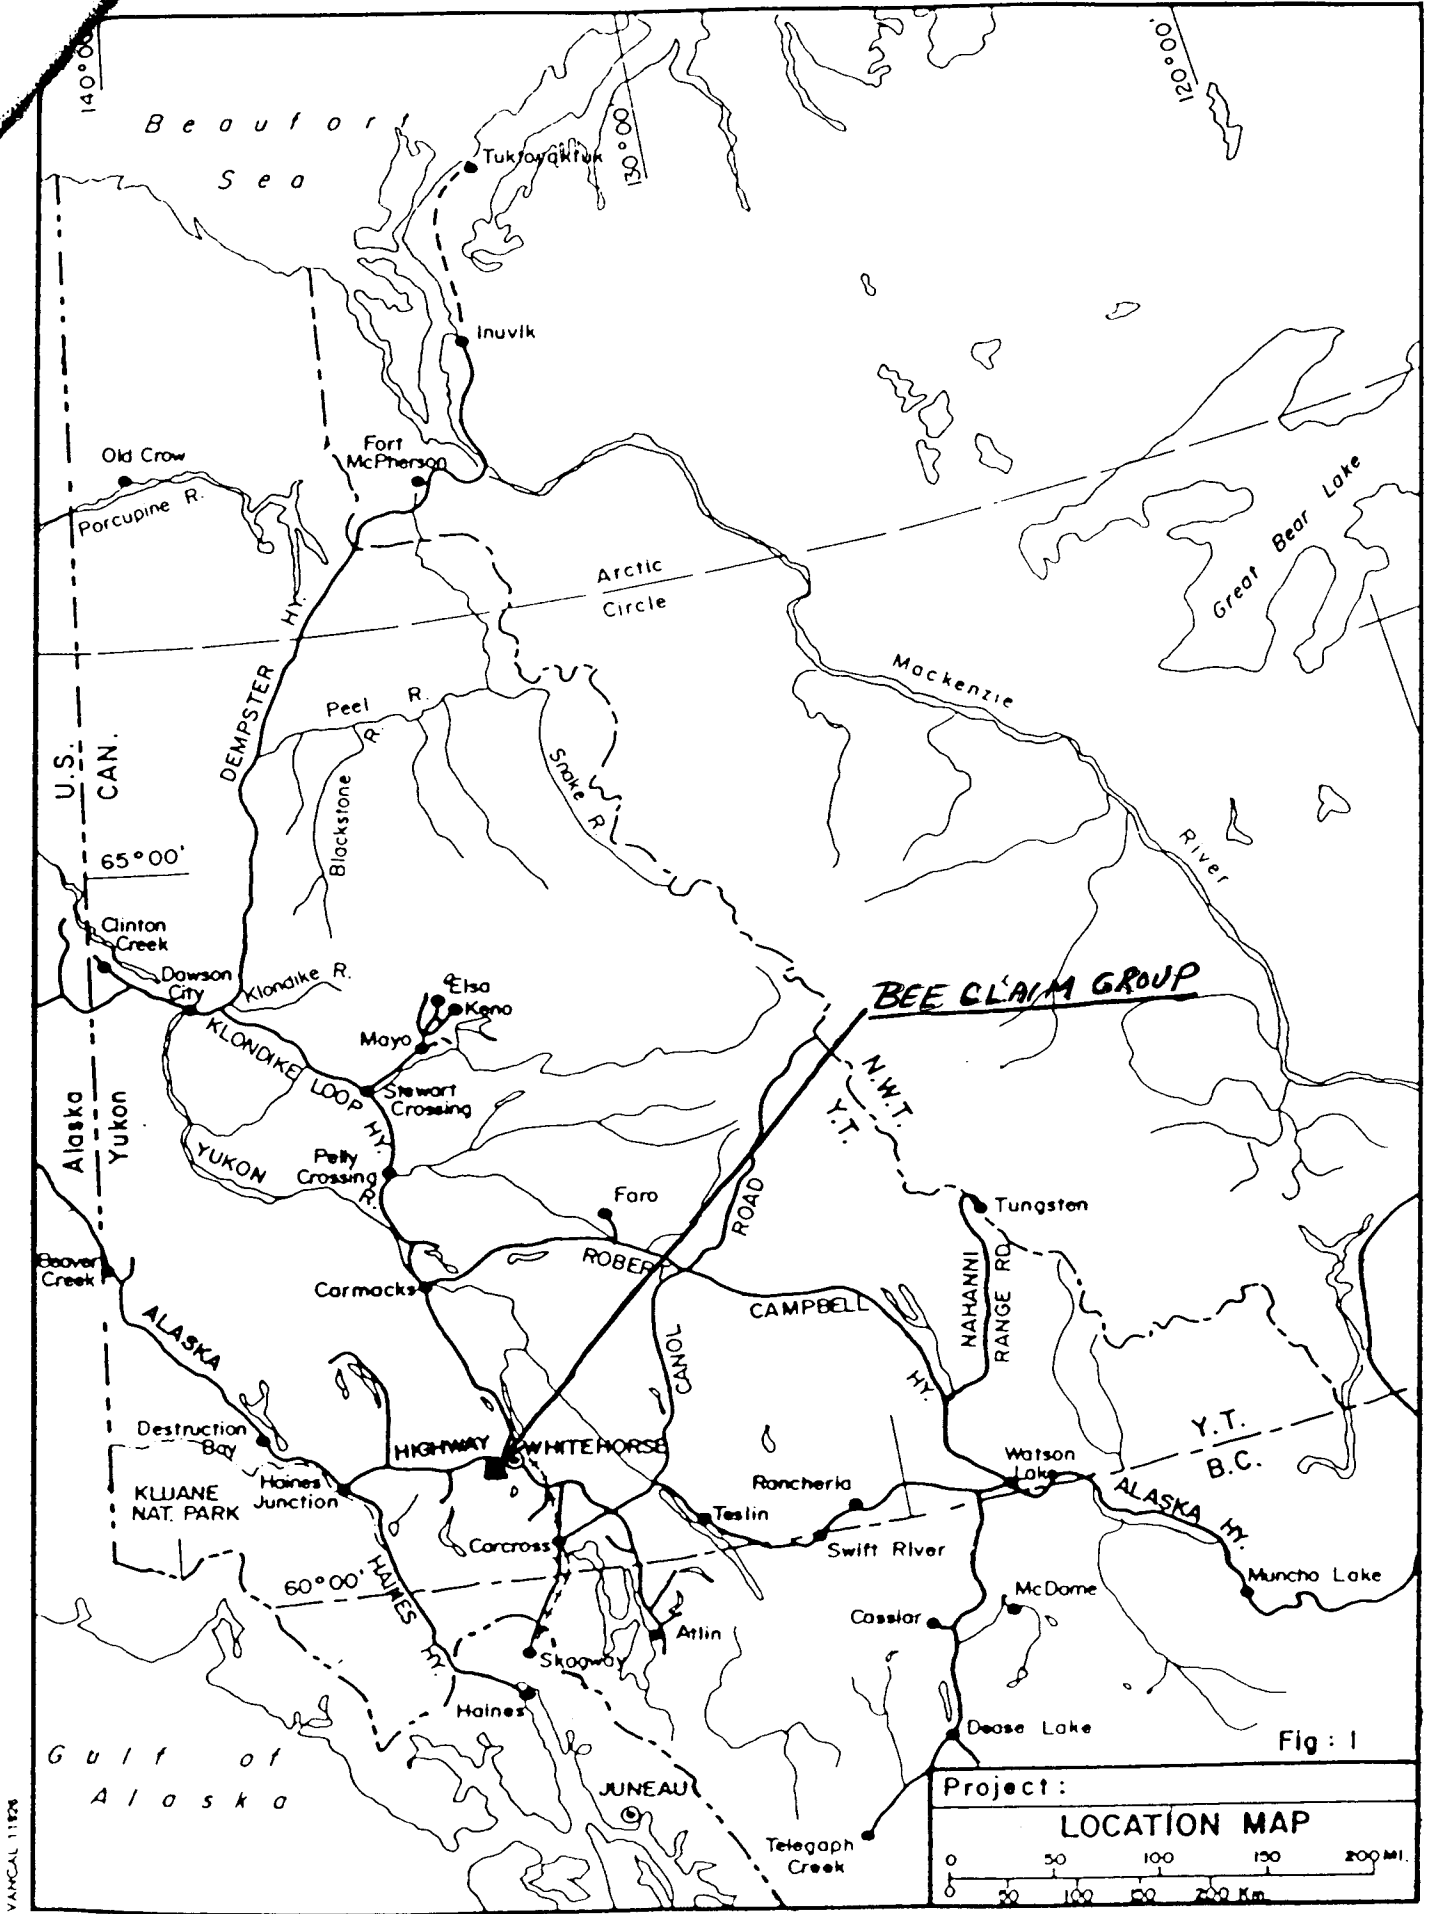 140°00'
130°00'
120°00'
Beaufort
Sea
Tuktoyaktuk
Inuvik
Fort
McPherson
Old Crow
Porcupine R.
Arctic
Circle
Great Bear Lake
DEMPSTER HY.
Peel R.
Mackenzie
River
Snake R.
Blackstone R.
U.S.
CAN.
65°00'
Clinton
Creek
Dawson
City
Klondike R.
Elsa
Keno
Mayo
BEE CLAIM GROUP
KLONDIKE LOOP HY.
Stewart
Crossing
N.W.T.
Y.T.
Alaska
Yukon
YUKON R.
Pelly
Crossing
Faro
ROAD
Tungsten
Beaver
Creek
ROBERT
CAMPBELL
HY.
NAHANNI
RANGE RD.
Carmacks
ALASKA
CANOL
Destruction
Bay
HIGHWAY
WHITEHORSE
Watson
Lake
Y.T.
B.C.
Haines
Junction
KLUANE
NAT. PARK
Rancheria
Teslin
ALASKA HY.
Carcross
Swift River
60°00'
HAINES HY.
Muncho Lake
McDame
Cassiar
Atlin
Skagway
Haines
Dease Lake
Fig: 1
Gulf of
Alaska
JUNEAU
Telegaph
Creek
Project:
LOCATION MAP
0 50 100 150 200 MI.
0 50 100 150 200 Km.
VANCAL 11826